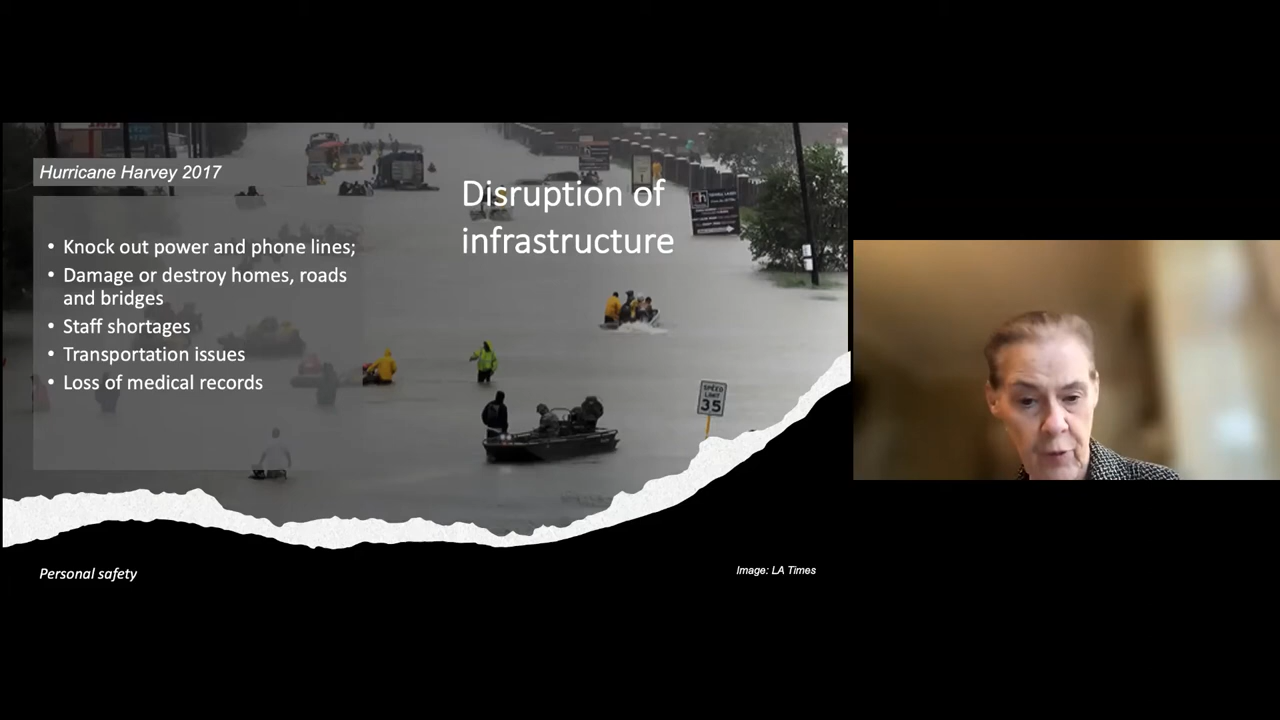 Hurricane Harvey 2017
Disruption of
infrastructure
• Knock out power and phone lines;
• Damage or destroy homes, roads
and bridges
• Staff shortages
• Transportation issues
• Loss of medical records
SPEED
LIMIT
35
Personal safety
Image: LA Times